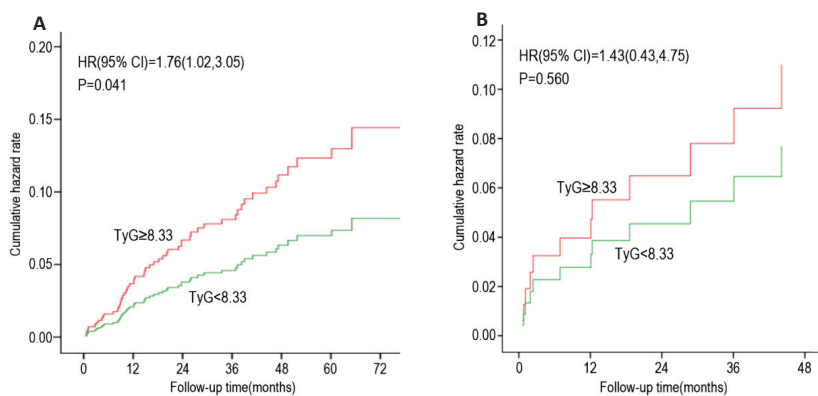 A
HR(95% CI)=1.76(1.02,3.05)
P=0.041
Cumulative hazard rate
0.20
0.15
0.10
0.05
0.00
TyG≥8.33
TyG<8.33
0 12 24 36 48 60 72
Follow-up time(months)
B
HR(95% CI)=1.43(0.43,4.75)
P=0.560
Cumulative hazard rate
0.12
0.10
0.08
0.06
0.04
0.02
0.00
TyG≥8.33
TyG<8.33
0 12 24 36 48
Follow-up time(months)